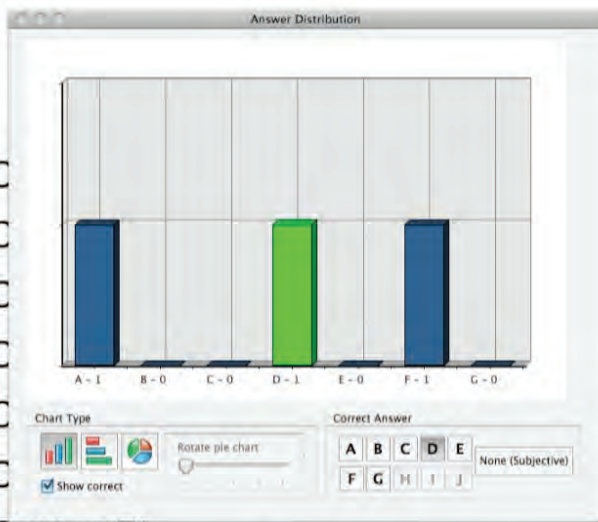 Answer Distribution
A - 1 B - 0 C - 0 D - 1 E - 0 F - 1 G - 0
Chart Type
Rotate pie chart
Show correct
Correct Answer
A B C D E
None (Subjective)
F G H I J